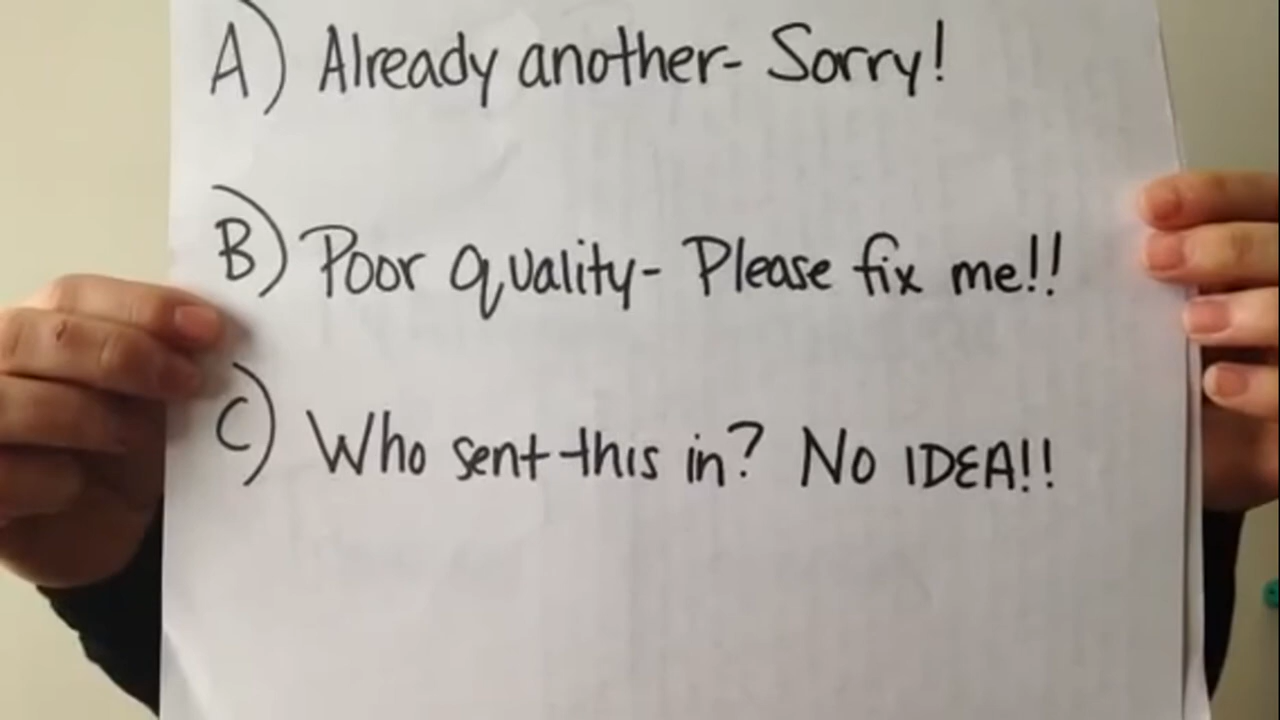 A) Already another- Sorry!
B) Poor quality- Please fix me!!
C) Who sent this in? No IDEA!!